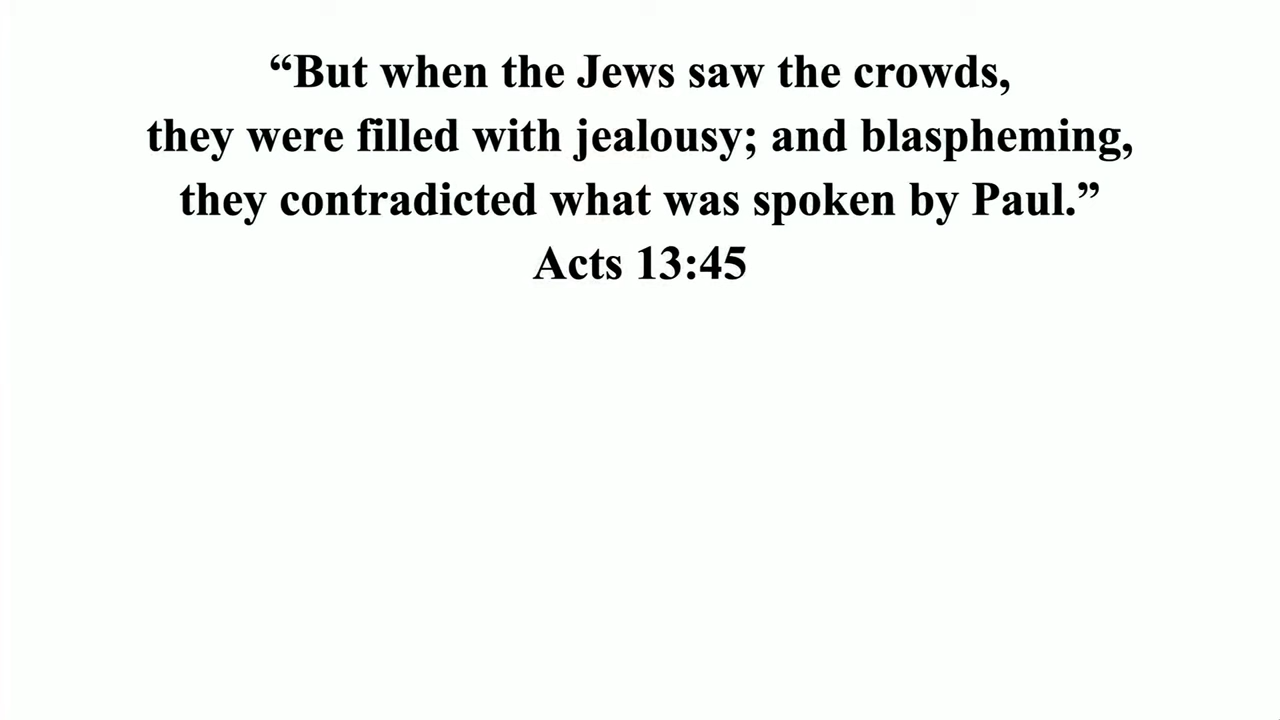 “But when the Jews saw the crowds,
they were filled with jealousy; and blaspheming,
they contradicted what was spoken by Paul.”
Acts 13:45